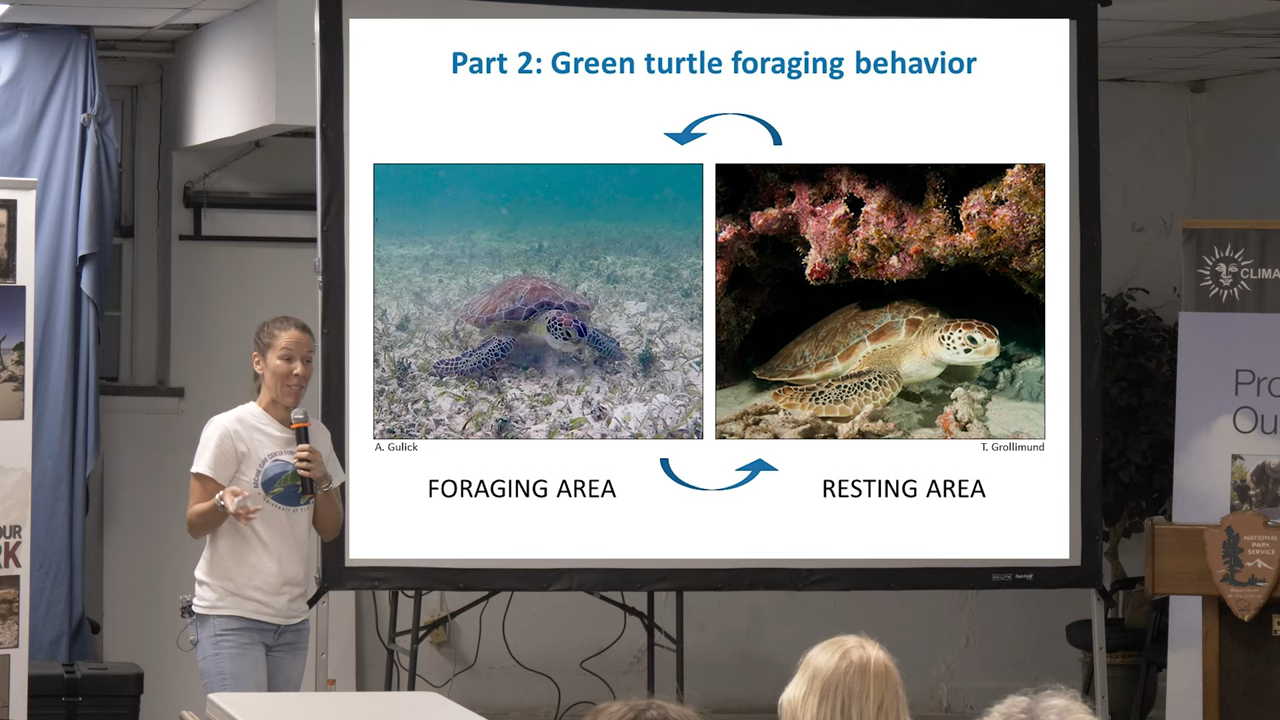 Part 2: Green turtle foraging behavior
A. Gulick
T. Grollimund
FORAGING AREA
RESTING AREA
CLIMA
Pro
Ou
OUR
RK
NATIONAL
PARK
SERVICE